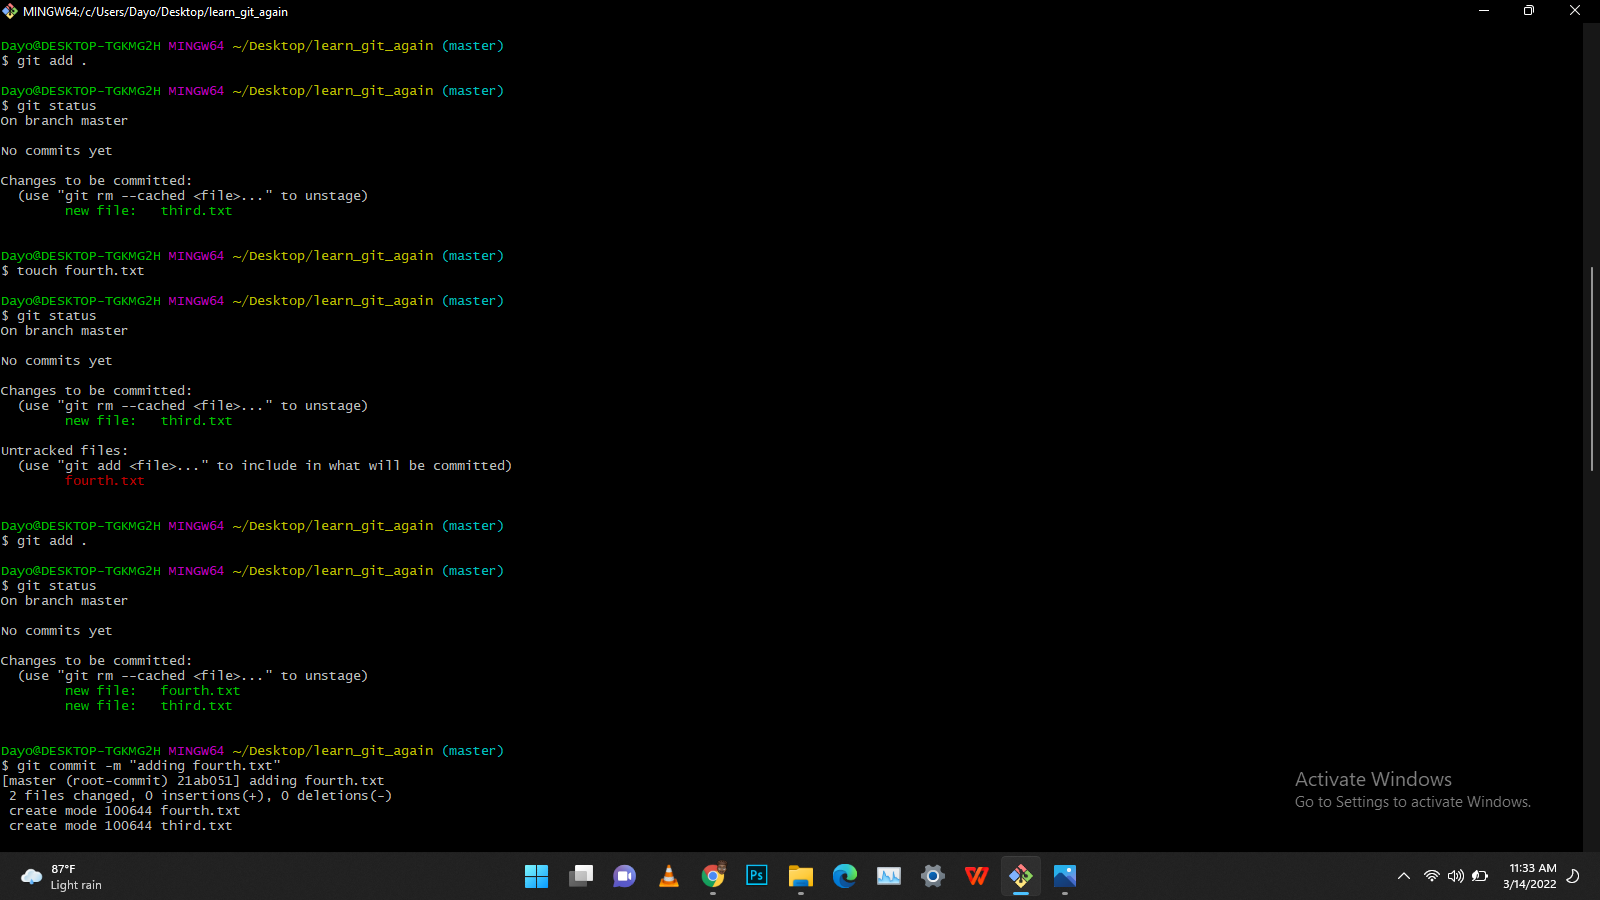 MINGW64:/c/Users/Dayo/Desktop/learn_git_again
Dayo@DESKTOP-TGKMG2H MINGW64 ~/Desktop/learn_git_again (master)
$ git add .
Dayo@DESKTOP-TGKMG2H MINGW64 ~/Desktop/learn_git_again (master)
$ git status
On branch master
No commits yet
Changes to be committed:
  (use "git rm --cached <file>..." to unstage)
        new file:   third.txt
Dayo@DESKTOP-TGKMG2H MINGW64 ~/Desktop/learn_git_again (master)
$ touch fourth.txt
Dayo@DESKTOP-TGKMG2H MINGW64 ~/Desktop/learn_git_again (master)
$ git status
On branch master
No commits yet
Changes to be committed:
  (use "git rm --cached <file>..." to unstage)
        new file:   third.txt
Untracked files:
  (use "git add <file>..." to include in what will be committed)
        fourth.txt
Dayo@DESKTOP-TGKMG2H MINGW64 ~/Desktop/learn_git_again (master)
$ git add .
Dayo@DESKTOP-TGKMG2H MINGW64 ~/Desktop/learn_git_again (master)
$ git status
On branch master
No commits yet
Changes to be committed:
  (use "git rm --cached <file>..." to unstage)
        new file:   fourth.txt
        new file:   third.txt
Dayo@DESKTOP-TGKMG2H MINGW64 ~/Desktop/learn_git_again (master)
$ git commit -m "adding fourth.txt"
[master (root-commit) 21ab051] adding fourth.txt
 2 files changed, 0 insertions(+), 0 deletions(-)
 create mode 100644 fourth.txt
 create mode 100644 third.txt
Activate Windows
Go to Settings to activate Windows.
87°F
Light rain
Ps
11:33 AM
3/14/2022